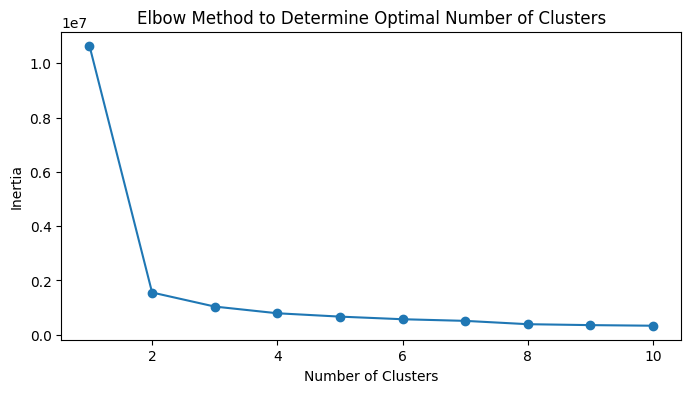 Elbow Method to Determine Optimal Number of Clusters
1e7
1.0
0.8
0.6
0.4
0.2
0.0
Inertia
2 4 6 8 10
Number of Clusters